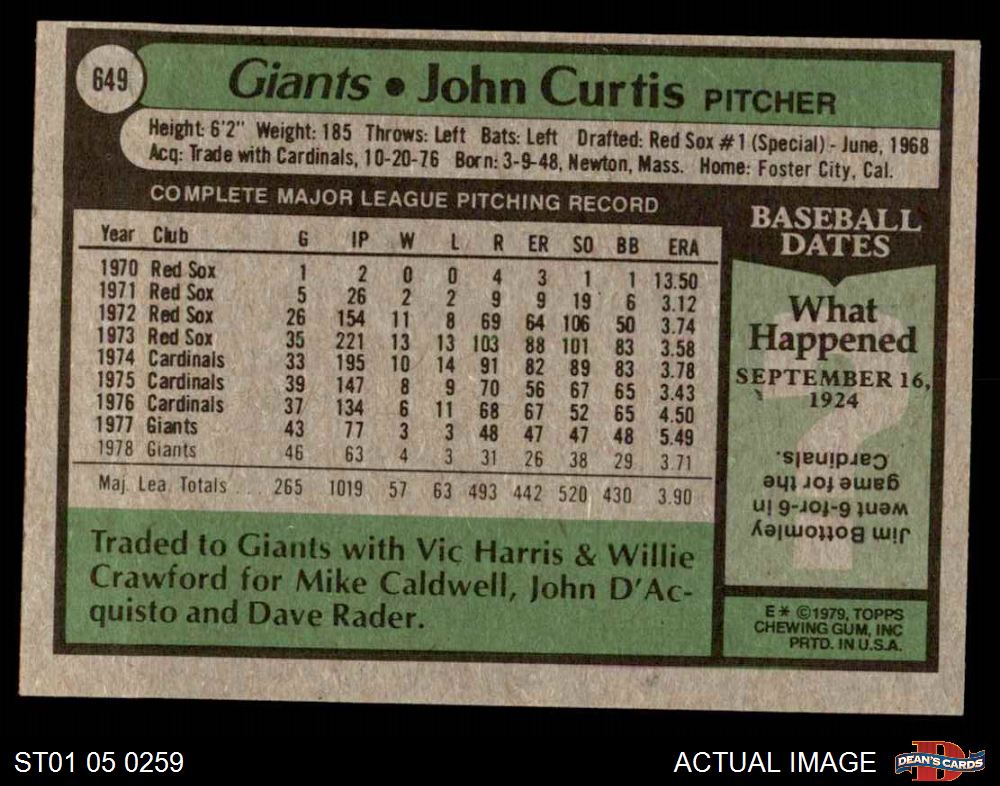 649
Giants • John Curtis PITCHER
Height: 6'2" Weight: 185 Throws: Left Bats: Left Drafted: Red Sox #1 (Special) - June, 1968
Acq: Trade with Cardinals, 10-20-76 Born: 3-9-48, Newton, Mass. Home: Foster City, Cal.
COMPLETE MAJOR LEAGUE PITCHING RECORD
Year Club G IP W L R ER SO BB ERA
1970 Red Sox 1 2 0 0 4 3 1 1 13.50
1971 Red Sox 5 26 2 2 9 9 19 6 3.12
1972 Red Sox 26 154 11 8 69 64 106 50 3.74
1973 Red Sox 35 221 13 13 103 88 101 83 3.58
1974 Cardinals 33 195 10 14 91 82 89 83 3.78
1975 Cardinals 39 147 8 9 70 56 67 65 3.43
1976 Cardinals 37 134 6 11 68 67 52 65 4.50
1977 Giants 43 77 3 3 48 47 47 48 5.49
1978 Giants 46 63 4 3 31 26 38 29 3.71
Maj. Lea. Totals ... 265 1019 57 63 493 442 520 430 3.90
Traded to Giants with Vic Harris & Willie
Crawford for Mike Caldwell, John D'Ac-
quisto and Dave Rader.
BASEBALL
DATES
What
Happened
SEPTEMBER 16,
1924
?
Jim Bottomley
went 6-for-6 in
game for the
Cardinals.
E* ©1979, TOPPS
CHEWING GUM, INC
PRTD. IN U.S.A.
ST01 05 0259
ACTUAL IMAGE
D
DEAN'S CARDS